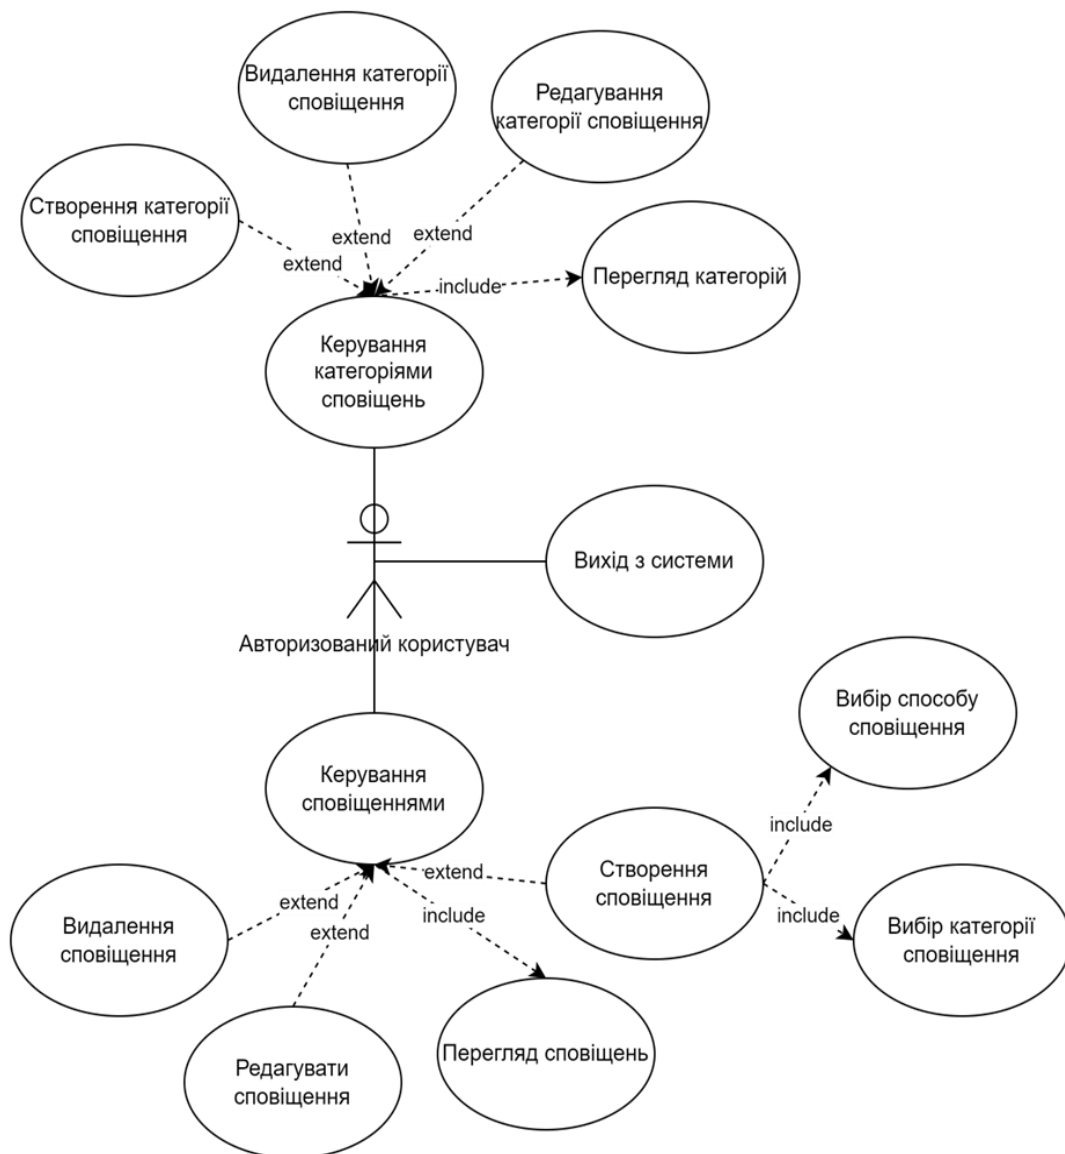 Видалення категорії
сповіщення
Редагування
категорії сповіщення
Створення категорії
сповіщення
extend
extend
extend
include
Перегляд категорій
Керування
категоріями
сповіщень
Вихід з системи
Авторизований користувач
Вибір способу
сповіщення
Керування
сповіщеннями
include
extend
Створення
сповіщення
extend
include
include
extend
Видалення
сповіщення
Вибір категорії
сповіщення
Перегляд сповіщень
Редагувати
сповіщення